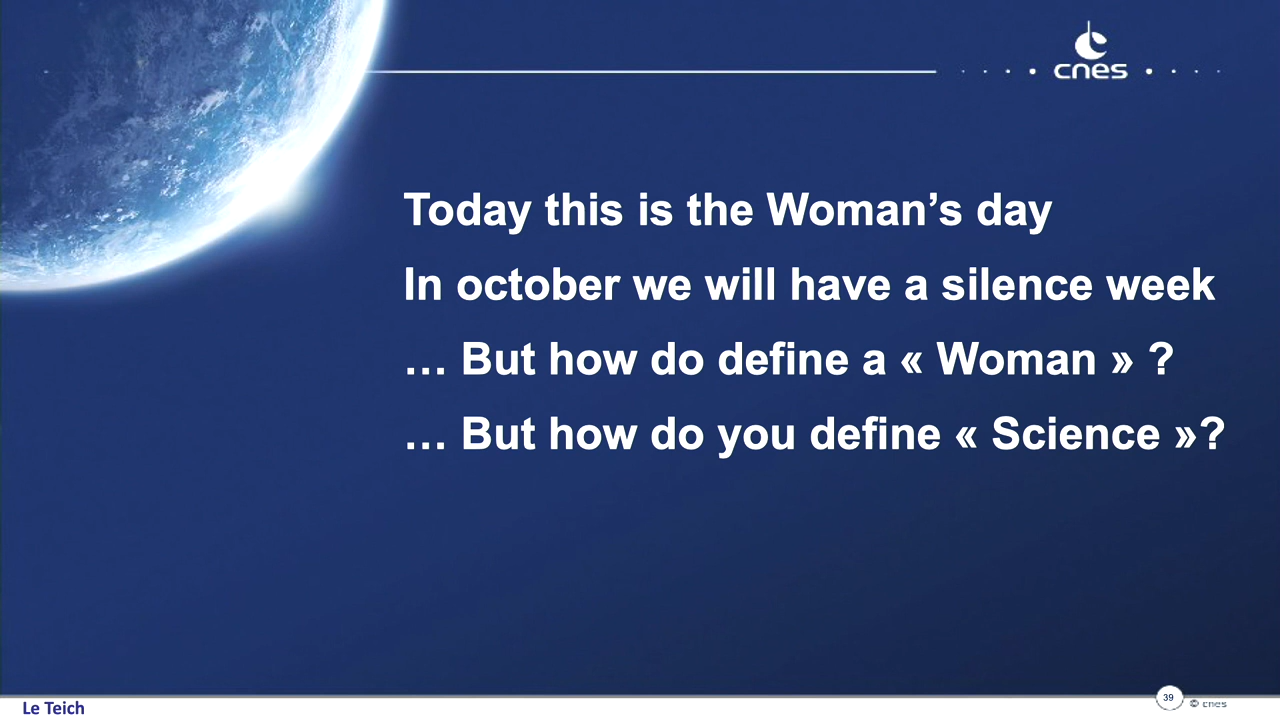 cnes
Today this is the Woman’s day
In october we will have a silence week
… But how do define a « Woman » ?
… But how do you define « Science »?
Le Teich
39
© cnes